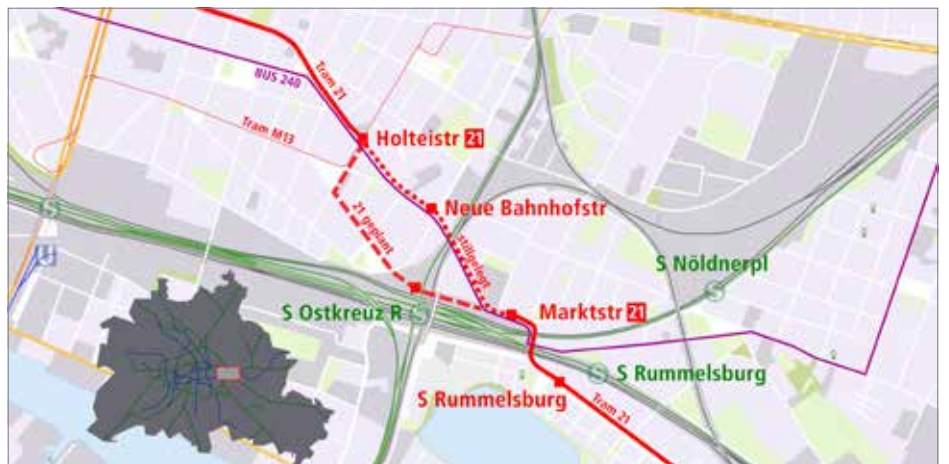 Tram 21
BUS 240
Tram M13
Holteistr 21
Neue Bahnhofstr
21 geplant
stillgelegt
S Nöldnerpl
S
S
U
S Ostkreuz R S
Marktstr 21
S S Rummelsburg
S Rummelsburg
Tram 21